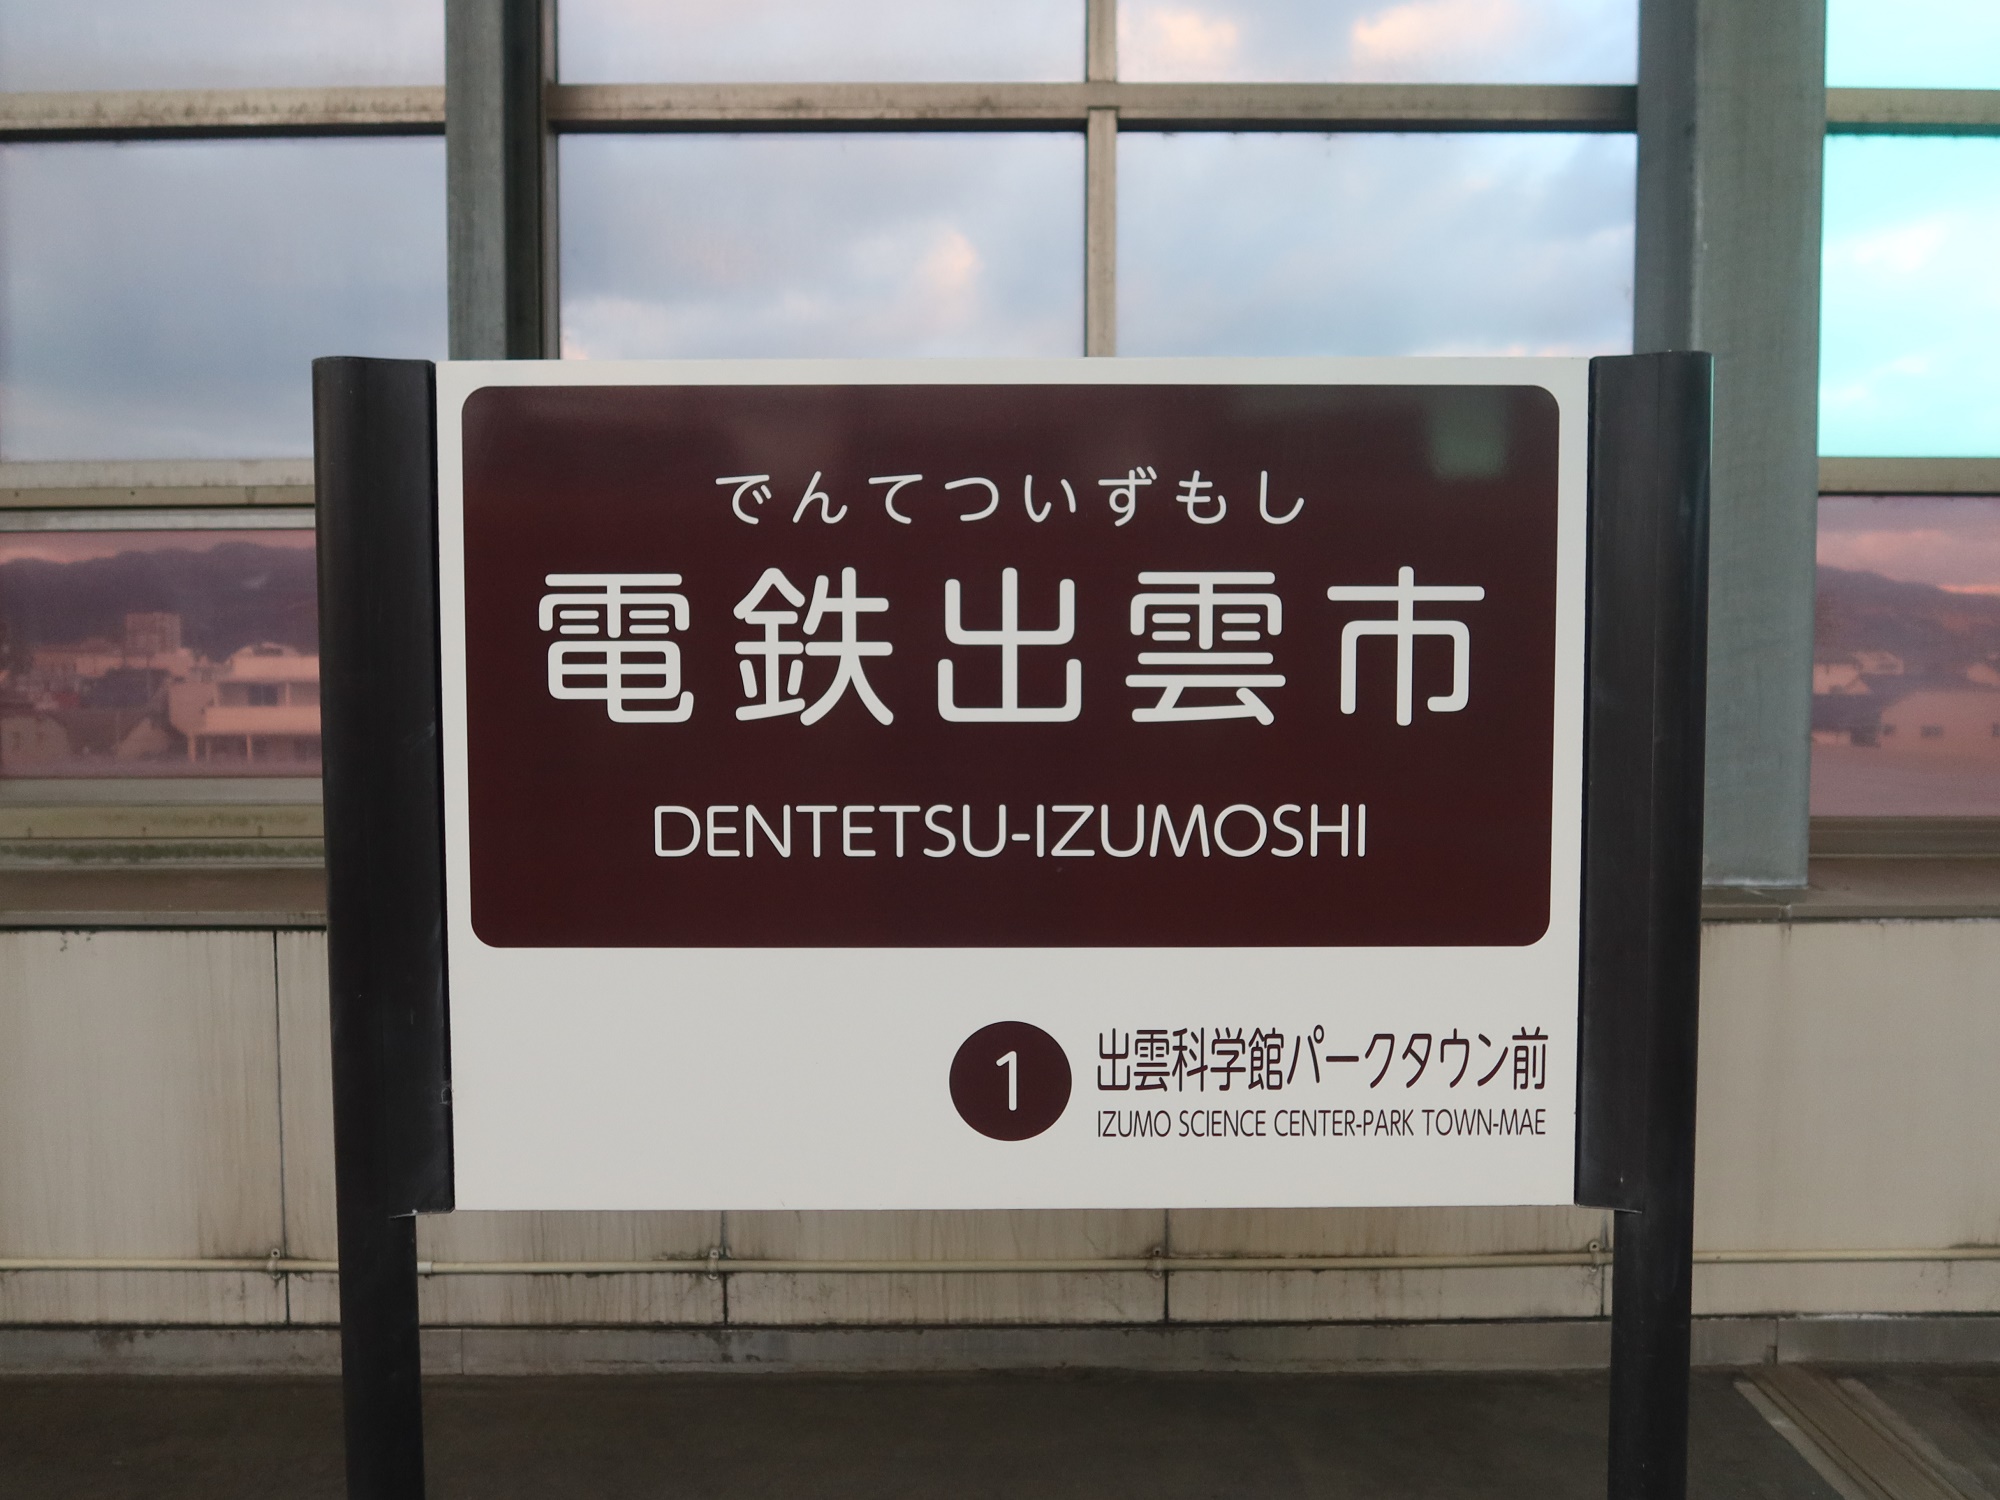 でんてついずもし
電鉄出雲市
DENTETSU-IZUMOSHI
1 出雲科学館パークタウン前
IZUMO SCIENCE CENTER-PARK TOWN-MAE